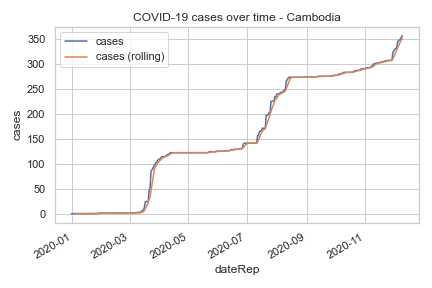 COVID-19 cases over time - Cambodia
cases
cases (rolling)
350
300
250
200
150
100
50
0
cases
2020-01
2020-03
2020-05
2020-07
2020-09
2020-11
dateRep